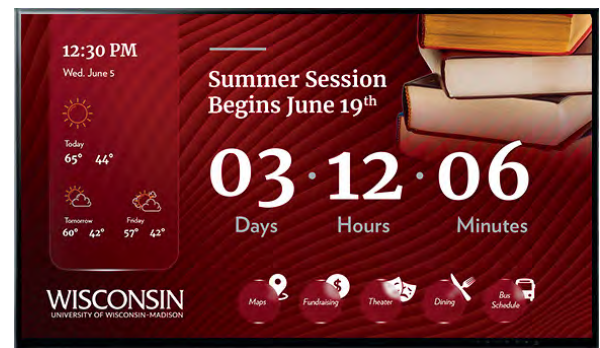 12:30 PM
Wed. June 5
Today
65° 44°
Tomorrow
60° 42°
Friday
57° 42°
Summer Session
Begins June 19th
03 · 12 · 06
Days Hours Minutes
WISCONSIN
UNIVERSITY OF WISCONSIN-MADISON
Maps
Fundraising
$
Theater
Dining
Bus
Schedule